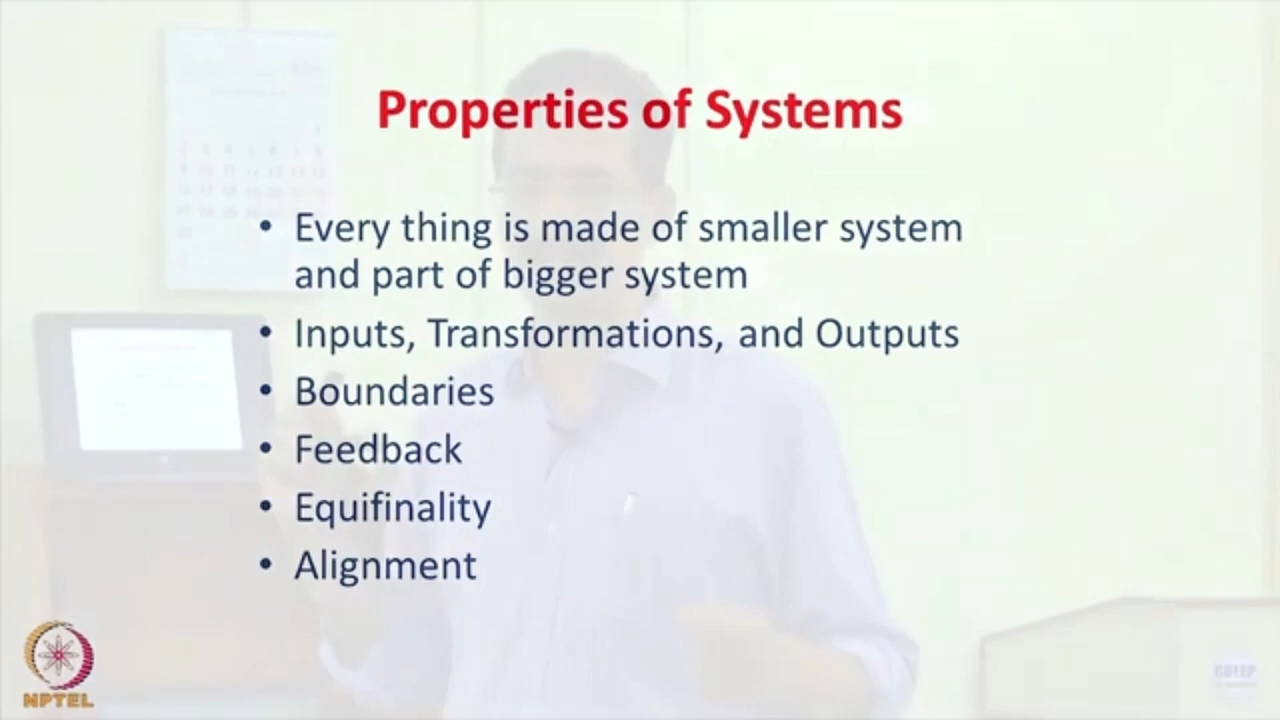 Properties of Systems
• Every thing is made of smaller system
and part of bigger system
• Inputs, Transformations, and Outputs
• Boundaries
• Feedback
• Equifinality
• Alignment
NPTEL